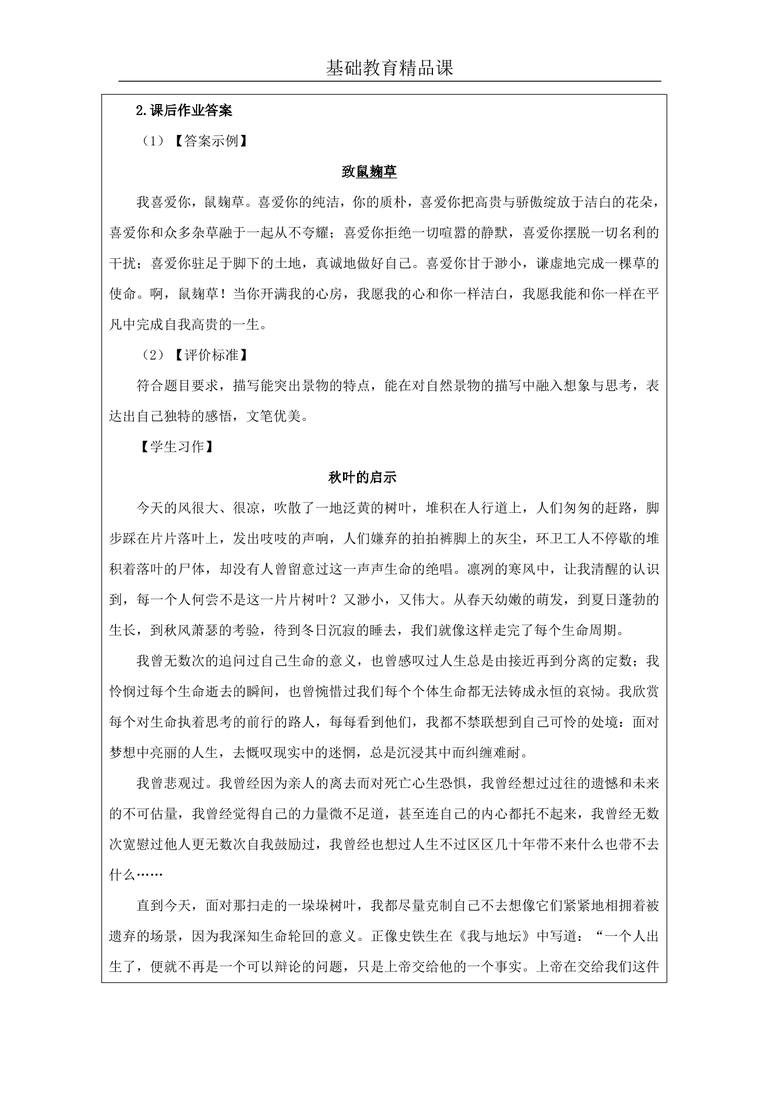 基础教育精品课
2.课后作业答案
（1）【答案示例】
致鼠麹草
我喜爱你，鼠麹草。喜爱你的纯洁，你的质朴，喜爱你把高贵与骄傲绽放于洁白的花朵，
喜爱你和众多杂草融于一起从不夸耀；喜爱你拒绝一切喧嚣的静默，喜爱你摆脱一切名利的
干扰；喜爱你驻足于脚下的土地，真诚地做好自己。喜爱你甘于渺小，谦虚地完成一棵草的
使命。啊，鼠麹草！当你开满我的心房，我愿我的心和你一样洁白，我愿我能和你一样在平
凡中完成自我高贵的一生。
（2）【评价标准】
符合题目要求，描写能突出景物的特点，能在对自然景物的描写中融入想象与思考，表
达出自己独特的感悟，文笔优美。
【学生习作】
秋叶的启示
今天的风很大、很凉，吹散了一地泛黄的树叶，堆积在人行道上，人们匆匆的赶路，脚
步踩在片片落叶上，发出吱吱的声响，人们嫌弃的拍拍裤脚上的灰尘，环卫工人不停歇的堆
积着落叶的尸体，却没有人曾留意过这一声声生命的绝唱。凛冽的寒风中，让我清醒的认识
到，每一个人何尝不是这一片片树叶？又渺小，又伟大。从春天幼嫩的萌发，到夏日蓬勃的
生长，到秋风萧瑟的考验，待到冬日沉寂的睡去，我们就像这样走完了每个生命周期。
我曾无数次的追问过自己生命的意义，也曾感叹过人生总是由接近再到分离的定数；我
怜悯过每个生命逝去的瞬间，也曾惋惜过我们每个个体生命都无法铸成永恒的哀恸。我欣赏
每个对生命执着思考的前行的路人，每每看到他们，我都不禁联想到自己可怜的处境：面对
梦想中亮丽的人生，去慨叹现实中的迷惘，总是沉浸其中而纠缠难耐。
我曾悲观过。我曾经因为亲人的离去而对死亡心生恐惧，我曾经想过过往的遗憾和未来
的不可估量，我曾经觉得自己的力量微不足道，甚至连自己的内心都托不起来，我曾经无数
次宽慰过他人更无数次自我鼓励过，我曾经也想过人生不过区区几十年带不来什么也带不去
什么……
直到今天，面对那扫走的一垛垛树叶，我都尽量克制自己不去想像它们紧紧地相拥着被
遗弃的场景，因为我深知生命轮回的意义。正像史铁生在《我与地坛》中写道：“一个人出
生了，便就不再是一个可以辩论的问题，只是上帝交给他的一个事实。上帝在交给我们这件